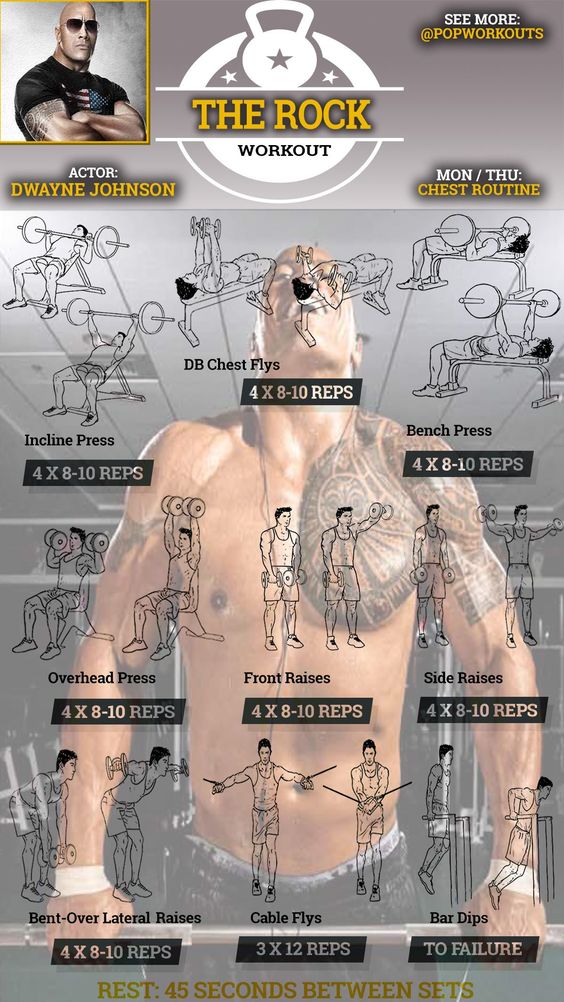 SEE MORE:
@POPWORKOUTS
THE ROCK
WORKOUT
ACTOR:
DWAYNE JOHNSON
MON / THU:
CHEST ROUTINE
DB Chest Flys
4 X 8-10 REPS
Incline Press
4 X 8-10 REPS
Bench Press
4 X 8-10 REPS
Overhead Press
4 X 8-10 REPS
Front Raises
4 X 8-10 REPS
Side Raises
4 X 8-10 REPS
Bent-Over Lateral Raises
4 X 8-10 REPS
Cable Flys
3 X 12 REPS
Bar Dips
TO FAILURE
REST: 45 SECONDS BETWEEN SETS